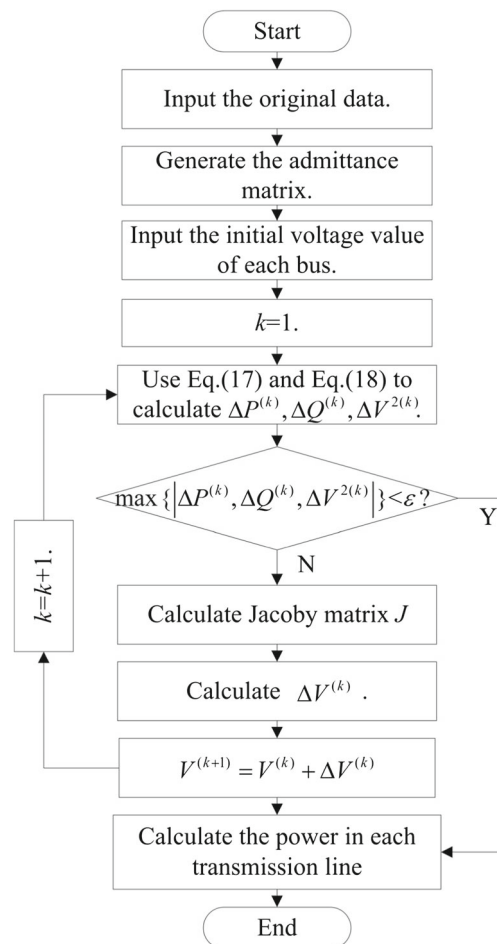 Start
Input the original data.
Generate the admittance
matrix.
Input the initial voltage value
of each bus.
k=1.
Use Eq.(17) and Eq.(18) to
calculate ΔP^(k), ΔQ^(k), ΔV^2(k).
max{|ΔP^(k), ΔQ^(k), ΔV^2(k)|}<ε?
Y
N
k=k+1.
Calculate Jacoby matrix J
Calculate ΔV^(k).
V^(k+1) = V^(k) + ΔV^(k)
Calculate the power in each
transmission line
End